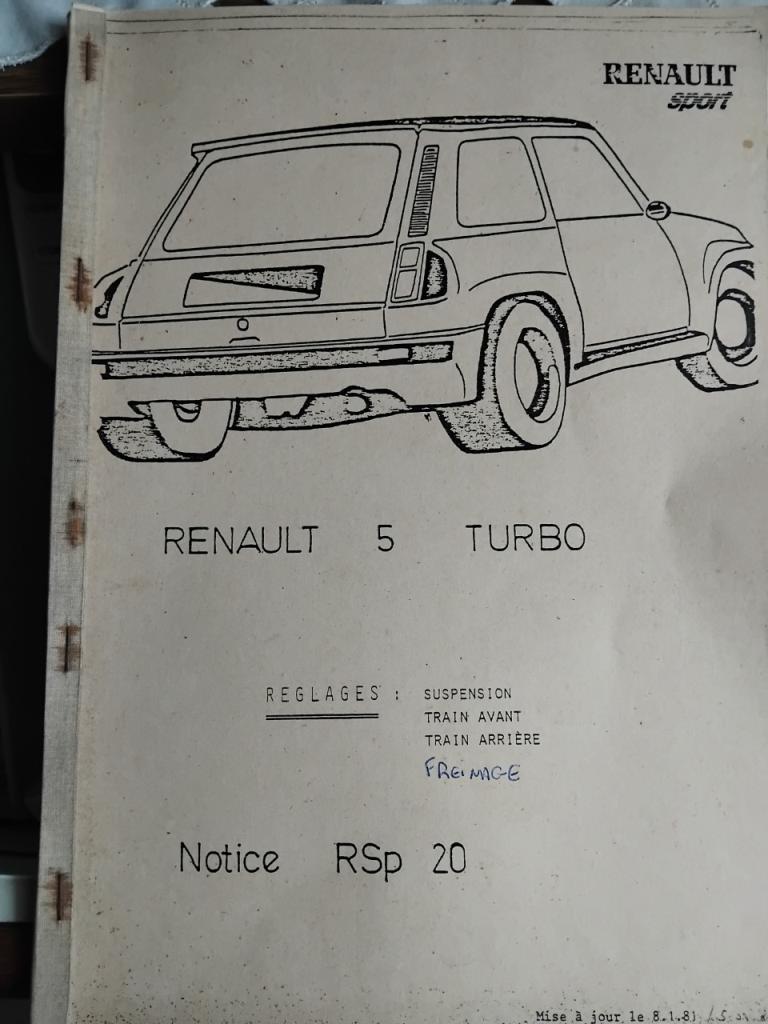 RENAULT
sport
RENAULT 5 TURBO
REGLAGES : SUSPENSION
TRAIN AVANT
TRAIN ARRIÈRE
FREINAGE
Notice RSp 20
Mise à jour le 8.1.81